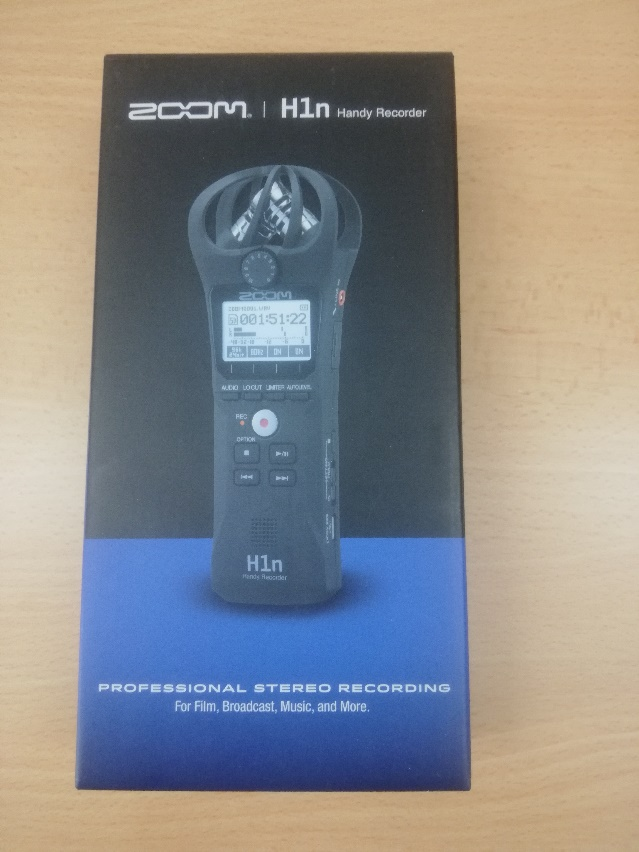 ZOOM | H1n Handy Recorder
ZOOM
001:51:22
AUDIO LO CUT LIMITER AUTO LEVEL
REC
OPTION
H1n
Handy Recorder
PROFESSIONAL STEREO RECORDING
For Film, Broadcast, Music, and More.